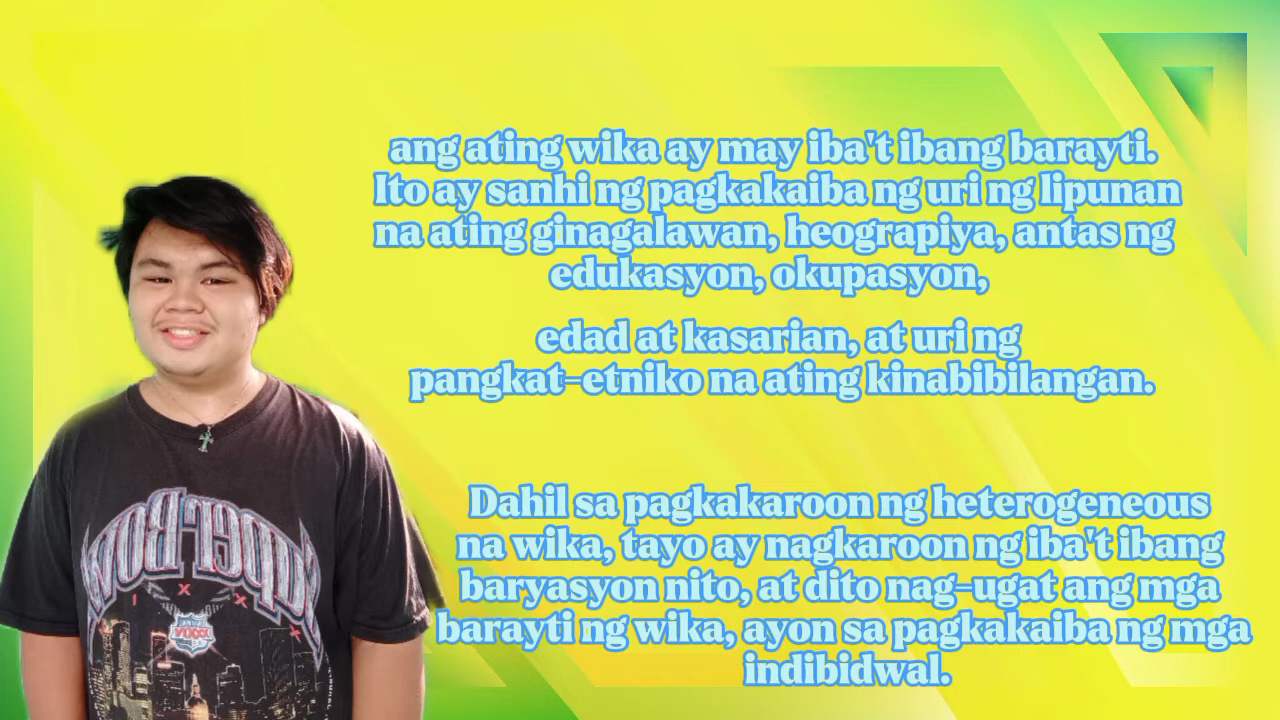 ang ating wika ay may iba't ibang barayti.
Ito ay sanhi ng pagkakaiba ng uri ng lipunan
na ating ginagalawan, heograpiya, antas ng
edukasyon, okupasyon,
edad at kasarian, at uri ng
pangkat-etniko na ating kinabibilangan.
Dahil sa pagkakaroon ng heterogeneous
na wika, tayo ay nagkaroon ng iba't ibang
baryasyon nito, at dito nag-ugat ang mga
barayti ng wika, ayon sa pagkakaiba ng mga
indibidwal.
SUPER BOWL